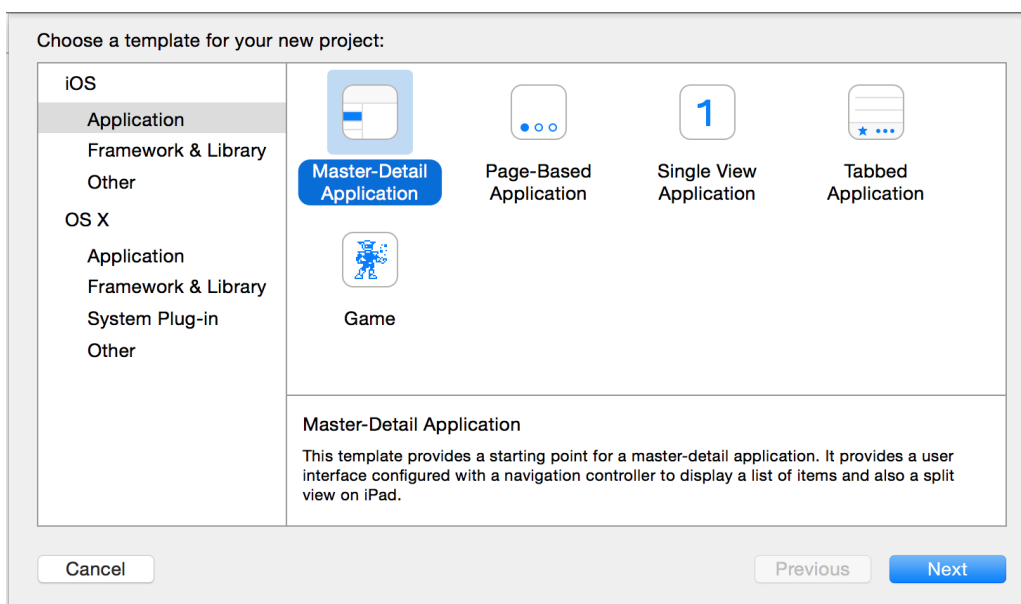 Choose a template for your new project:
iOS
Application
Framework & Library
Other
OS X
Application
Framework & Library
System Plug-in
Other
Master-Detail
Application
Page-Based
Application
1
Single View
Application
Tabbed
Application
Game
Master-Detail Application
This template provides a starting point for a master-detail application. It provides a user
interface configured with a navigation controller to display a list of items and also a split
view on iPad.
Cancel
Previous
Next